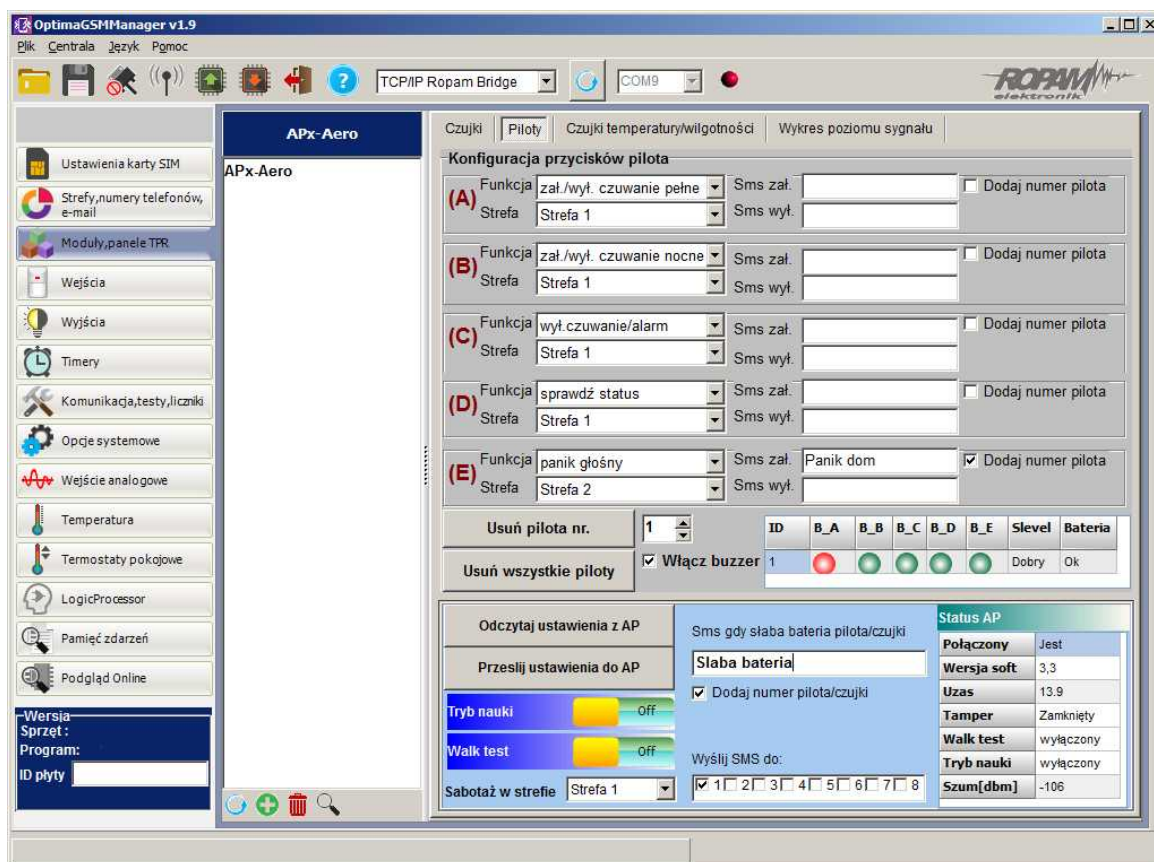 OptimaGSMManager v1.9
Plik Centrala Język Pomoc
TCP/IP Ropam Bridge COM9 ROPAM elektronik
APx-Aero
Czujki Piloty Czujki temperatury/wilgotności Wykres poziomu sygnału
Ustawienia karty SIM
Strefy,numery telefonów, e-mail
Moduły,panele TPR
Wejścia
Wyjścia
Timery
Komunikacja,testy,liczniki
Opcje systemowe
Wejście analogowe
Temperatura
Termostaty pokojowe
LogicProcessor
Pamięć zdarzeń
Podgląd Online
Wersja
Sprzęt :
Program:
ID płyty
APx-Aero
Konfiguracja przycisków pilota
(A) Funkcja zał./wył. czuwanie pełne Sms zał. Dodaj numer pilota
Strefa Strefa 1 Sms wył.
(B) Funkcja zał./wył. czuwanie nocne Sms zał. Dodaj numer pilota
Strefa Strefa 1 Sms wył.
(C) Funkcja wył.czuwanie/alarm Sms zał. Dodaj numer pilota
Strefa Strefa 1 Sms wył.
(D) Funkcja sprawdź status Sms zał. Dodaj numer pilota
Strefa Strefa 1 Sms wył.
(E) Funkcja panik głośny Sms zał. Panik dom Dodaj numer pilota
Strefa Strefa 2 Sms wył.
Usuń pilota nr. 1
Usuń wszystkie piloty Włącz buzzer
ID B_A B_B B_C B_D B_E Slevel Bateria
1 Dobry Ok
Odczytaj ustawienia z AP
Przeslij ustawienia do AP
Tryb nauki Off
Walk test Off
Sabotaż w strefie Strefa 1
Sms gdy słaba bateria pilota/czujki
Slaba bateria
Dodaj numer pilota/czujki
Wyślij SMS do:
1 2 3 4 5 6 7 8
Status AP
Połączony Jest
Wersja soft 3,3
Uzas 13.9
Tamper Zamknięty
Walk test wyłączony
Tryb nauki wyłączony
Szum[dbm] -106